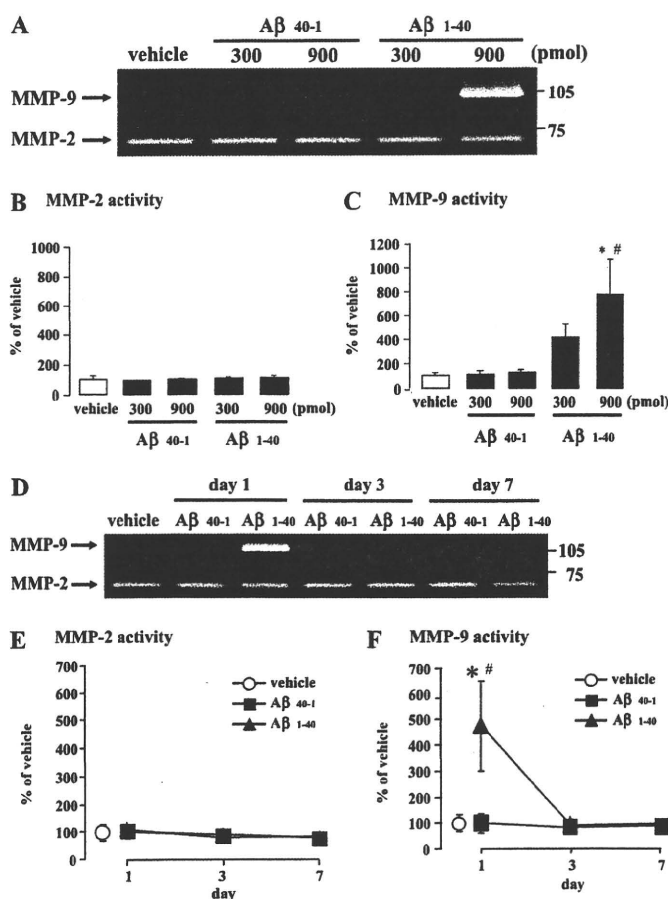 A
Aβ 40-1 Aβ 1-40
vehicle 300 900 300 900 (pmol)
MMP-9
105
75
MMP-2
B MMP-2 activity
% of vehicle
1000
800
600
400
200
0
vehicle 300 900 300 900 (pmol)
Aβ 40-1 Aβ 1-40
C MMP-9 activity
% of vehicle
1200
1000
800
600
400
200
0
* #
vehicle 300 900 300 900 (pmol)
Aβ 40-1 Aβ 1-40
D
day 1 day 3 day 7
vehicle Aβ 40-1 Aβ 1-40 Aβ 40-1 Aβ 1-40 Aβ 40-1 Aβ 1-40
MMP-9
105
75
MMP-2
E MMP-2 activity
% of vehicle
700
600
500
400
300
200
100
0
vehicle
Aβ 40-1
Aβ 1-40
1 3 7
day
F MMP-9 activity
% of vehicle
700
600
500
400
300
200
100
0
* #
vehicle
Aβ 40-1
Aβ 1-40
1 3 7
day